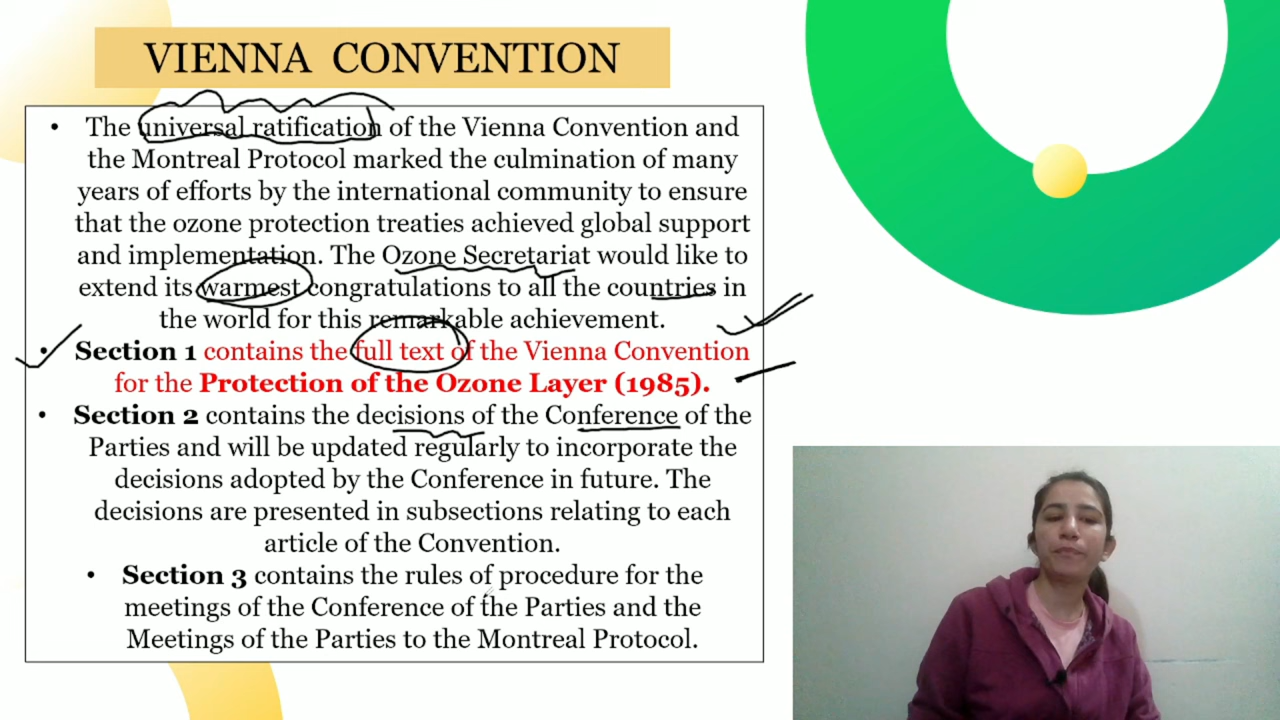 VIENNA CONVENTION
• The universal ratification of the Vienna Convention and
the Montreal Protocol marked the culmination of many
years of efforts by the international community to ensure
that the ozone protection treaties achieved global support
and implementation. The Ozone Secretariat would like to
extend its warmest congratulations to all the countries in
the world for this remarkable achievement.
• Section 1 contains the full text of the Vienna Convention
for the Protection of the Ozone Layer (1985).
• Section 2 contains the decisions of the Conference of the
Parties and will be updated regularly to incorporate the
decisions adopted by the Conference in future. The
decisions are presented in subsections relating to each
article of the Convention.
• Section 3 contains the rules of procedure for the
meetings of the Conference of the Parties and the
Meetings of the Parties to the Montreal Protocol.